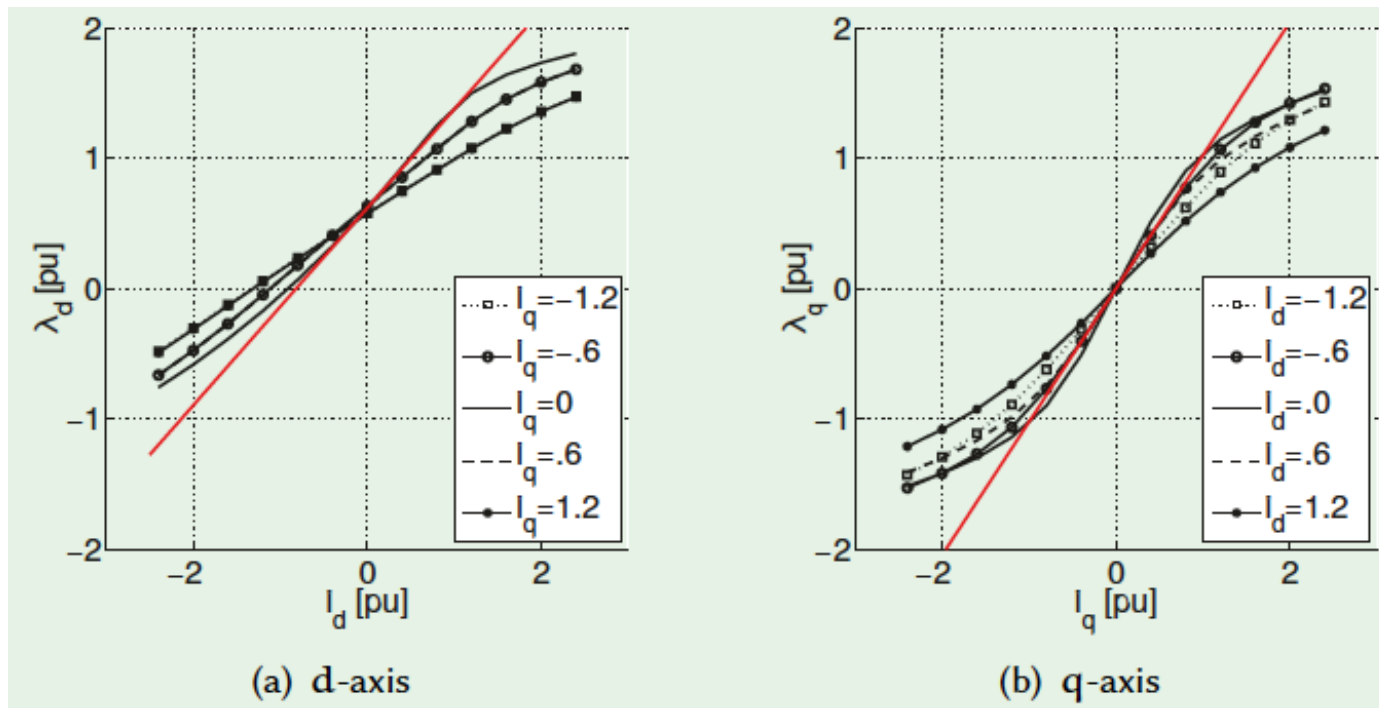 2
1
0
−1
−2
−2
0
2
λd [pu]
Id [pu]
Iq=−1.2
Iq=−.6
Iq=0
Iq=.6
Iq=1.2
(a) d-axis
2
1
0
−1
−2
−2
0
2
λq [pu]
Iq [pu]
Id=−1.2
Id=−.6
Id=.0
Id=.6
Id=1.2
(b) q-axis